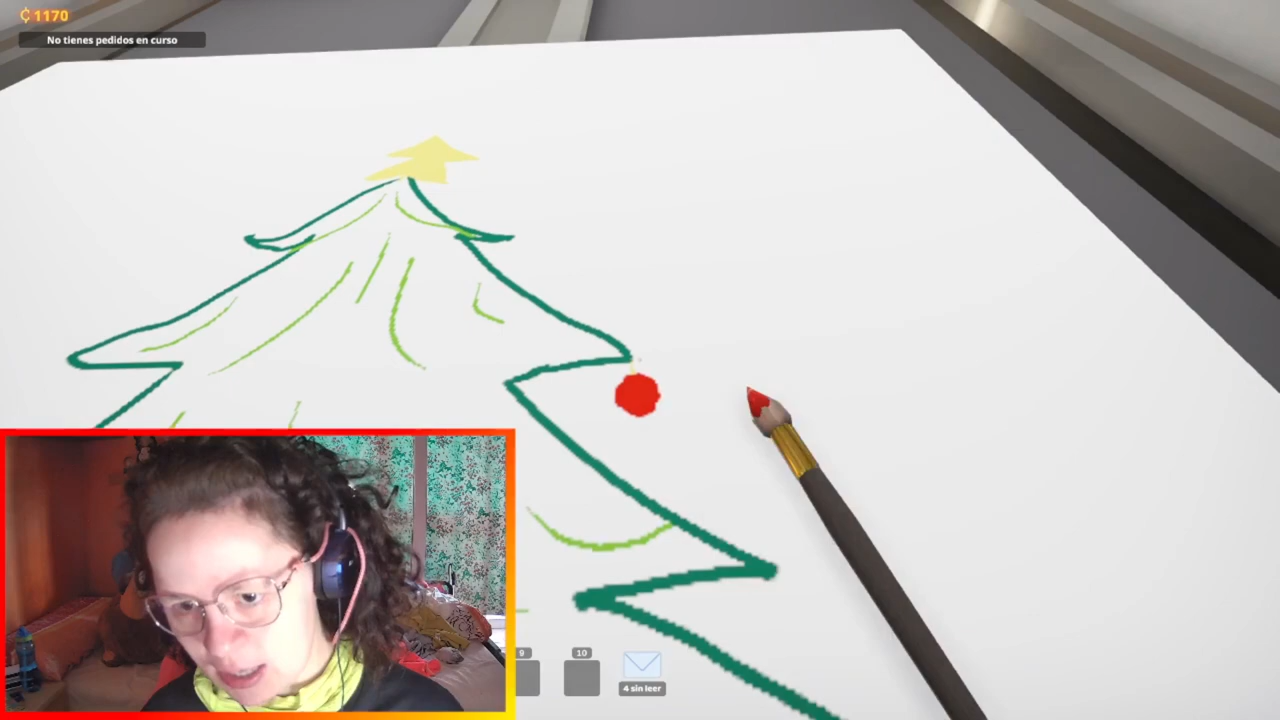 ₵1170
No tienes pedidos en curso
9
10
4 sin leer